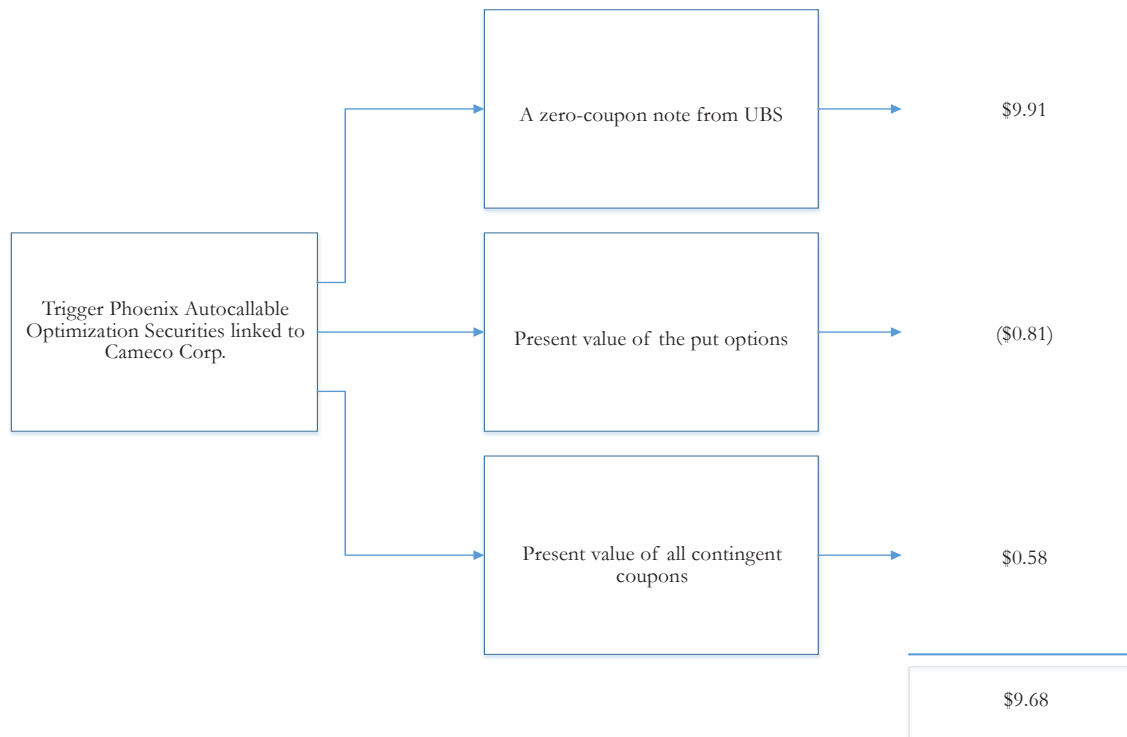 A zero-coupon note from UBS
$9.91
Trigger Phoenix Autocallable
Optimization Securities linked to
Cameco Corp.
Present value of the put options
($0.81)
Present value of all contingent
coupons
$0.58
$9.68